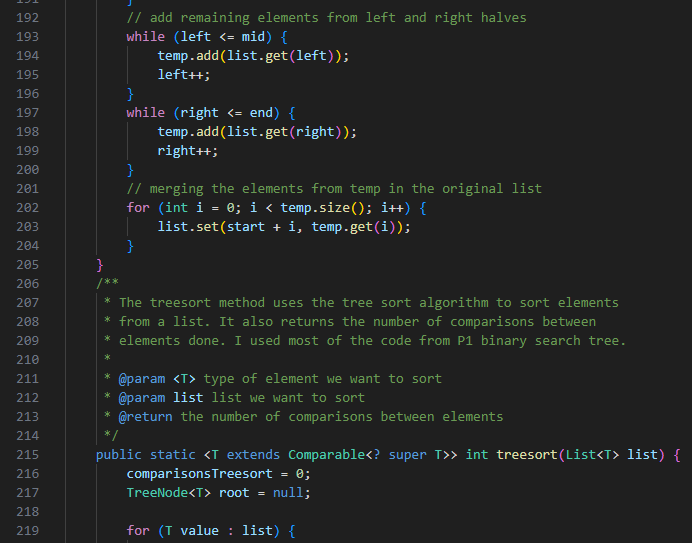 191 }
192 // add remaining elements from left and right halves
193 while (left <= mid) {
194 temp.add(list.get(left));
195 left++;
196 }
197 while (right <= end) {
198 temp.add(list.get(right));
199 right++;
200 }
201 // merging the elements from temp in the original list
202 for (int i = 0; i < temp.size(); i++) {
203 list.set(start + i, temp.get(i));
204 }
205 }
206 /**
207 * The treesort method uses the tree sort algorithm to sort elements
208 * from a list. It also returns the number of comparisons between
209 * elements done. I used most of the code from P1 binary search tree.
210 *
211 * @param <T> type of element we want to sort
212 * @param list list we want to sort
213 * @return the number of comparisons between elements
214 */
215 public static <T extends Comparable<? super T>> int treesort(List<T> list) {
216 comparisonsTreesort = 0;
217 TreeNode<T> root = null;
218
219 for (T value : list) {